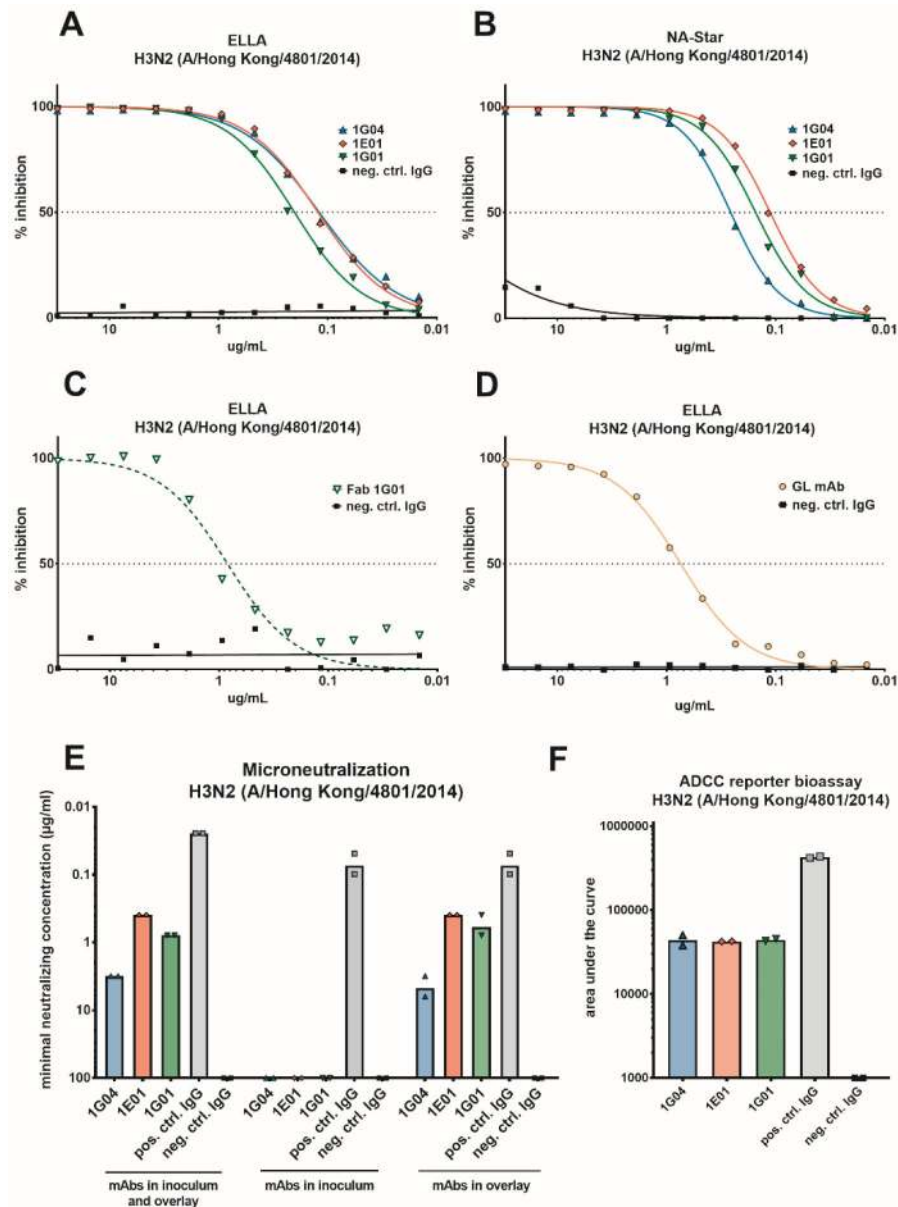 A
ELLA
H3N2 (A/Hong Kong/4801/2014)
% inhibition
100
50
0
1G04
1E01
1G01
neg. ctrl. IgG
10
1
0.1
0.01
ug/mL
B
NA-Star
H3N2 (A/Hong Kong/4801/2014)
% inhibition
100
50
0
1G04
1E01
1G01
neg. ctrl. IgG
10
1
0.1
0.01
ug/mL
C
ELLA
H3N2 (A/Hong Kong/4801/2014)
% inhibition
100
50
0
Fab 1G01
neg. ctrl. IgG
10
1
0.1
0.01
ug/mL
D
ELLA
H3N2 (A/Hong Kong/4801/2014)
% inhibition
100
50
0
GL mAb
neg. ctrl. IgG
10
1
0.1
0.01
ug/mL
E
Microneutralization
H3N2 (A/Hong Kong/4801/2014)
minimal neutralizing concentration (µg/ml)
0.01
0.1
1
10
100
1G04
1E01
1G01
pos. ctrl. IgG
neg. ctrl. IgG
1G04
1E01
1G01
pos. ctrl. IgG
neg. ctrl. IgG
1G04
1E01
1G01
pos. ctrl. IgG
neg. ctrl. IgG
mAbs in inoculum
and overlay
mAbs in inoculum
mAbs in overlay
F
ADCC reporter bioassay
H3N2 (A/Hong Kong/4801/2014)
area under the curve
1000000
100000
10000
1000
1G04
1E01
1G01
pos. ctrl. IgG
neg. ctrl. IgG